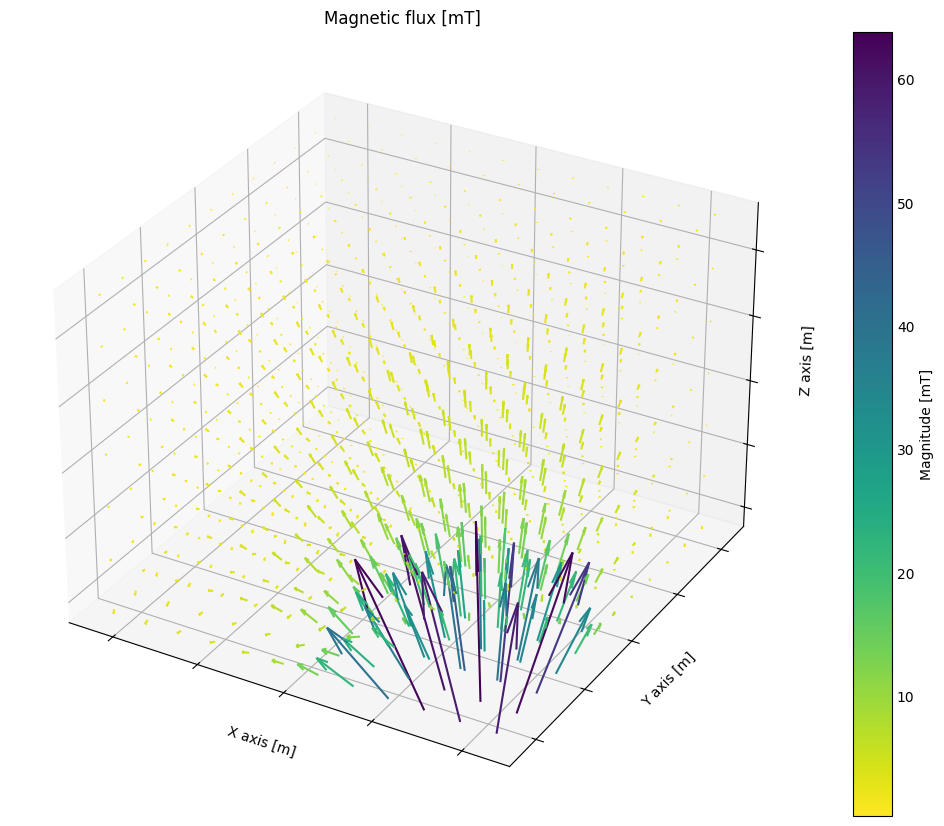 Magnetic flux [mT]
60
50
40
30
20
10
Magnitude [mT]
Z axis [m]
Y axis [m]
X axis [m]